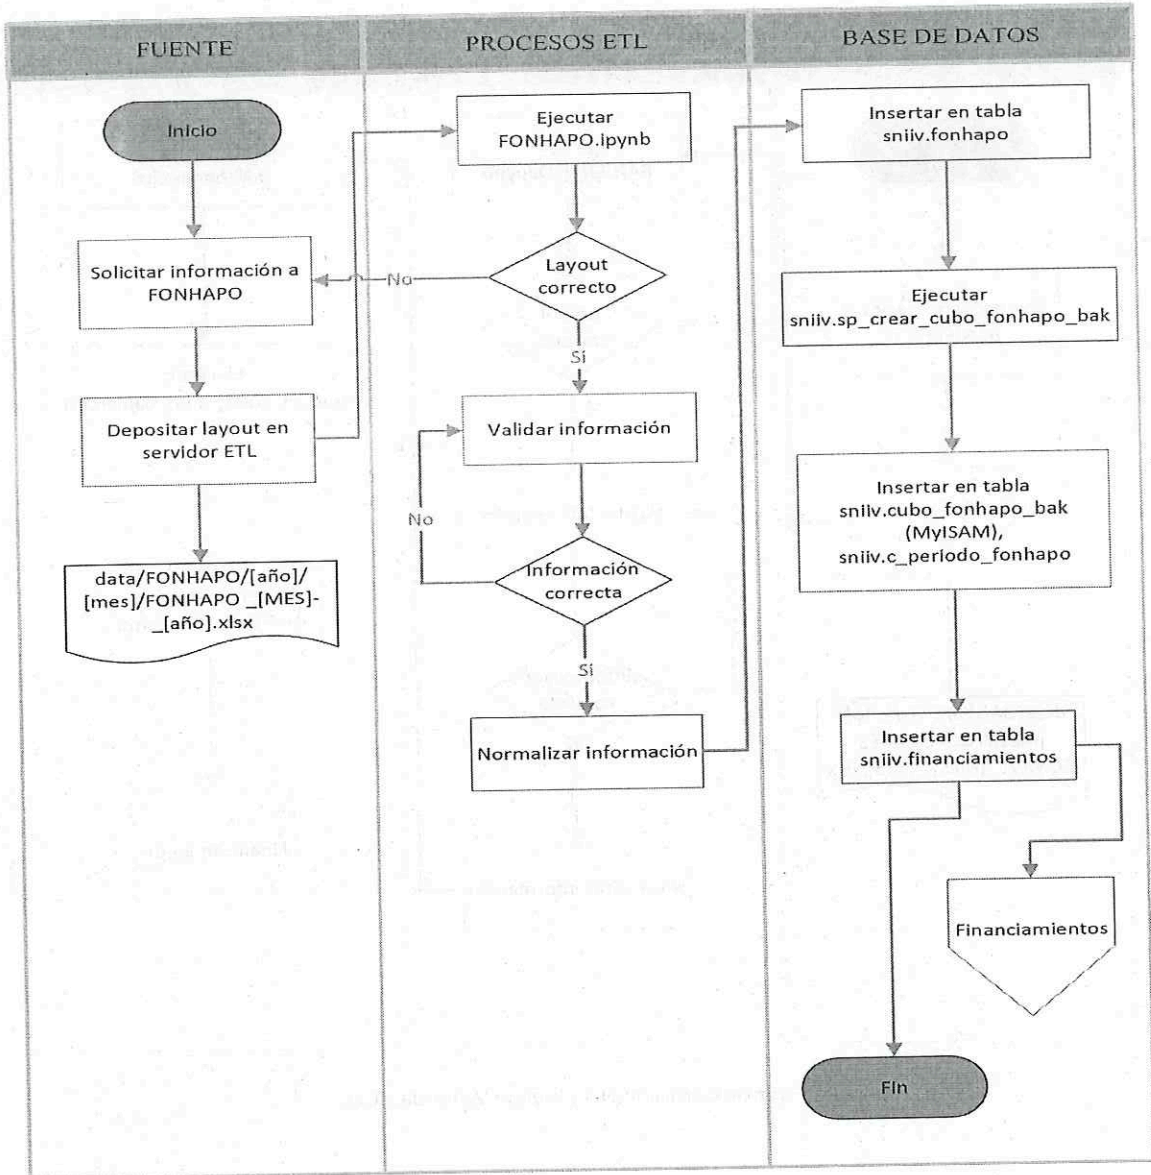 FUENTE
PROCESOS ETL
BASE DE DATOS
Inicio
Solicitar información a
FONHAPO
Depositar layout en
servidor ETL
data/FONHAPO/[año]/
[mes]/FONHAPO _[MES]-
_[año].xlsx
Ejecutar
FONHAPO.ipynb
Layout
correcto
No
Sí
Validar información
No
Información
correcta
Sí
Normalizar información
Insertar en tabla
sniiv.fonhapo
Ejecutar
sniiv.sp_crear_cubo_fonhapo_bak
Insertar en tabla
sniiv.cubo_fonhapo_bak
(MyISAM),
sniiv.c_periodo_fonhapo
Insertar en tabla
sniiv.financiamientos
Financiamientos
Fin